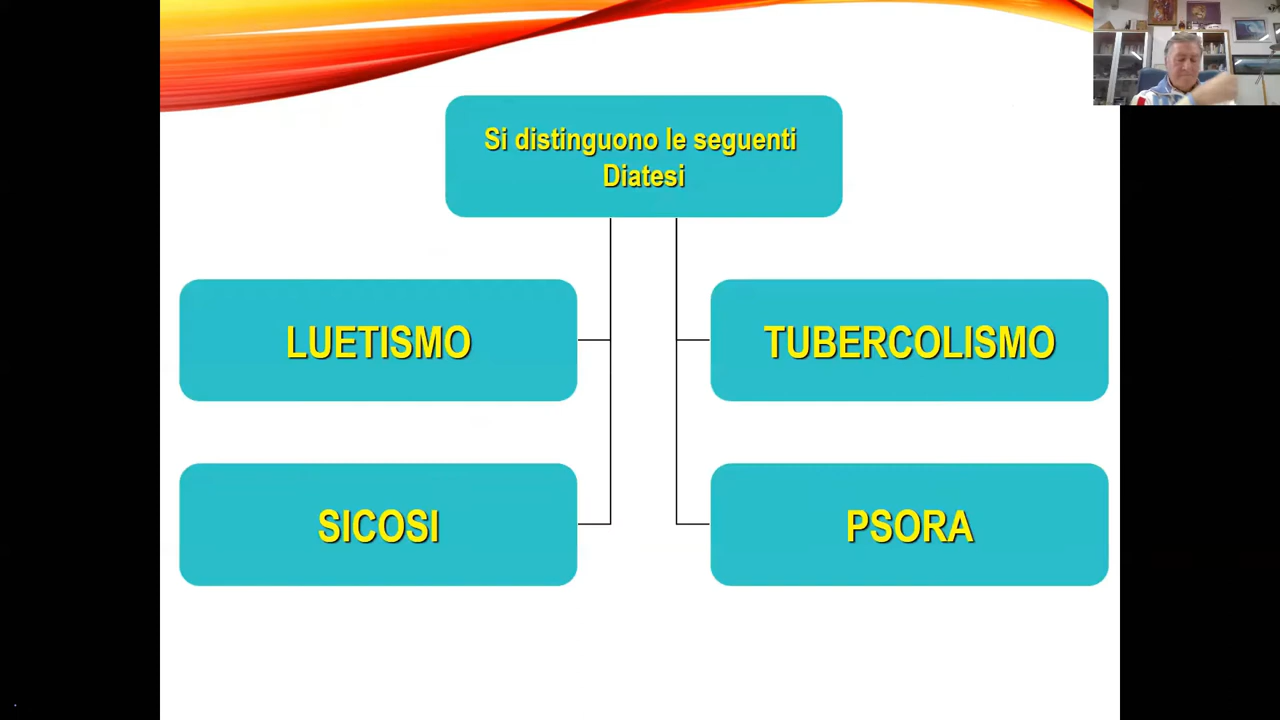 Si distinguono le seguenti
Diatesi
LUETISMO
TUBERCOLISMO
SICOSI
PSORA